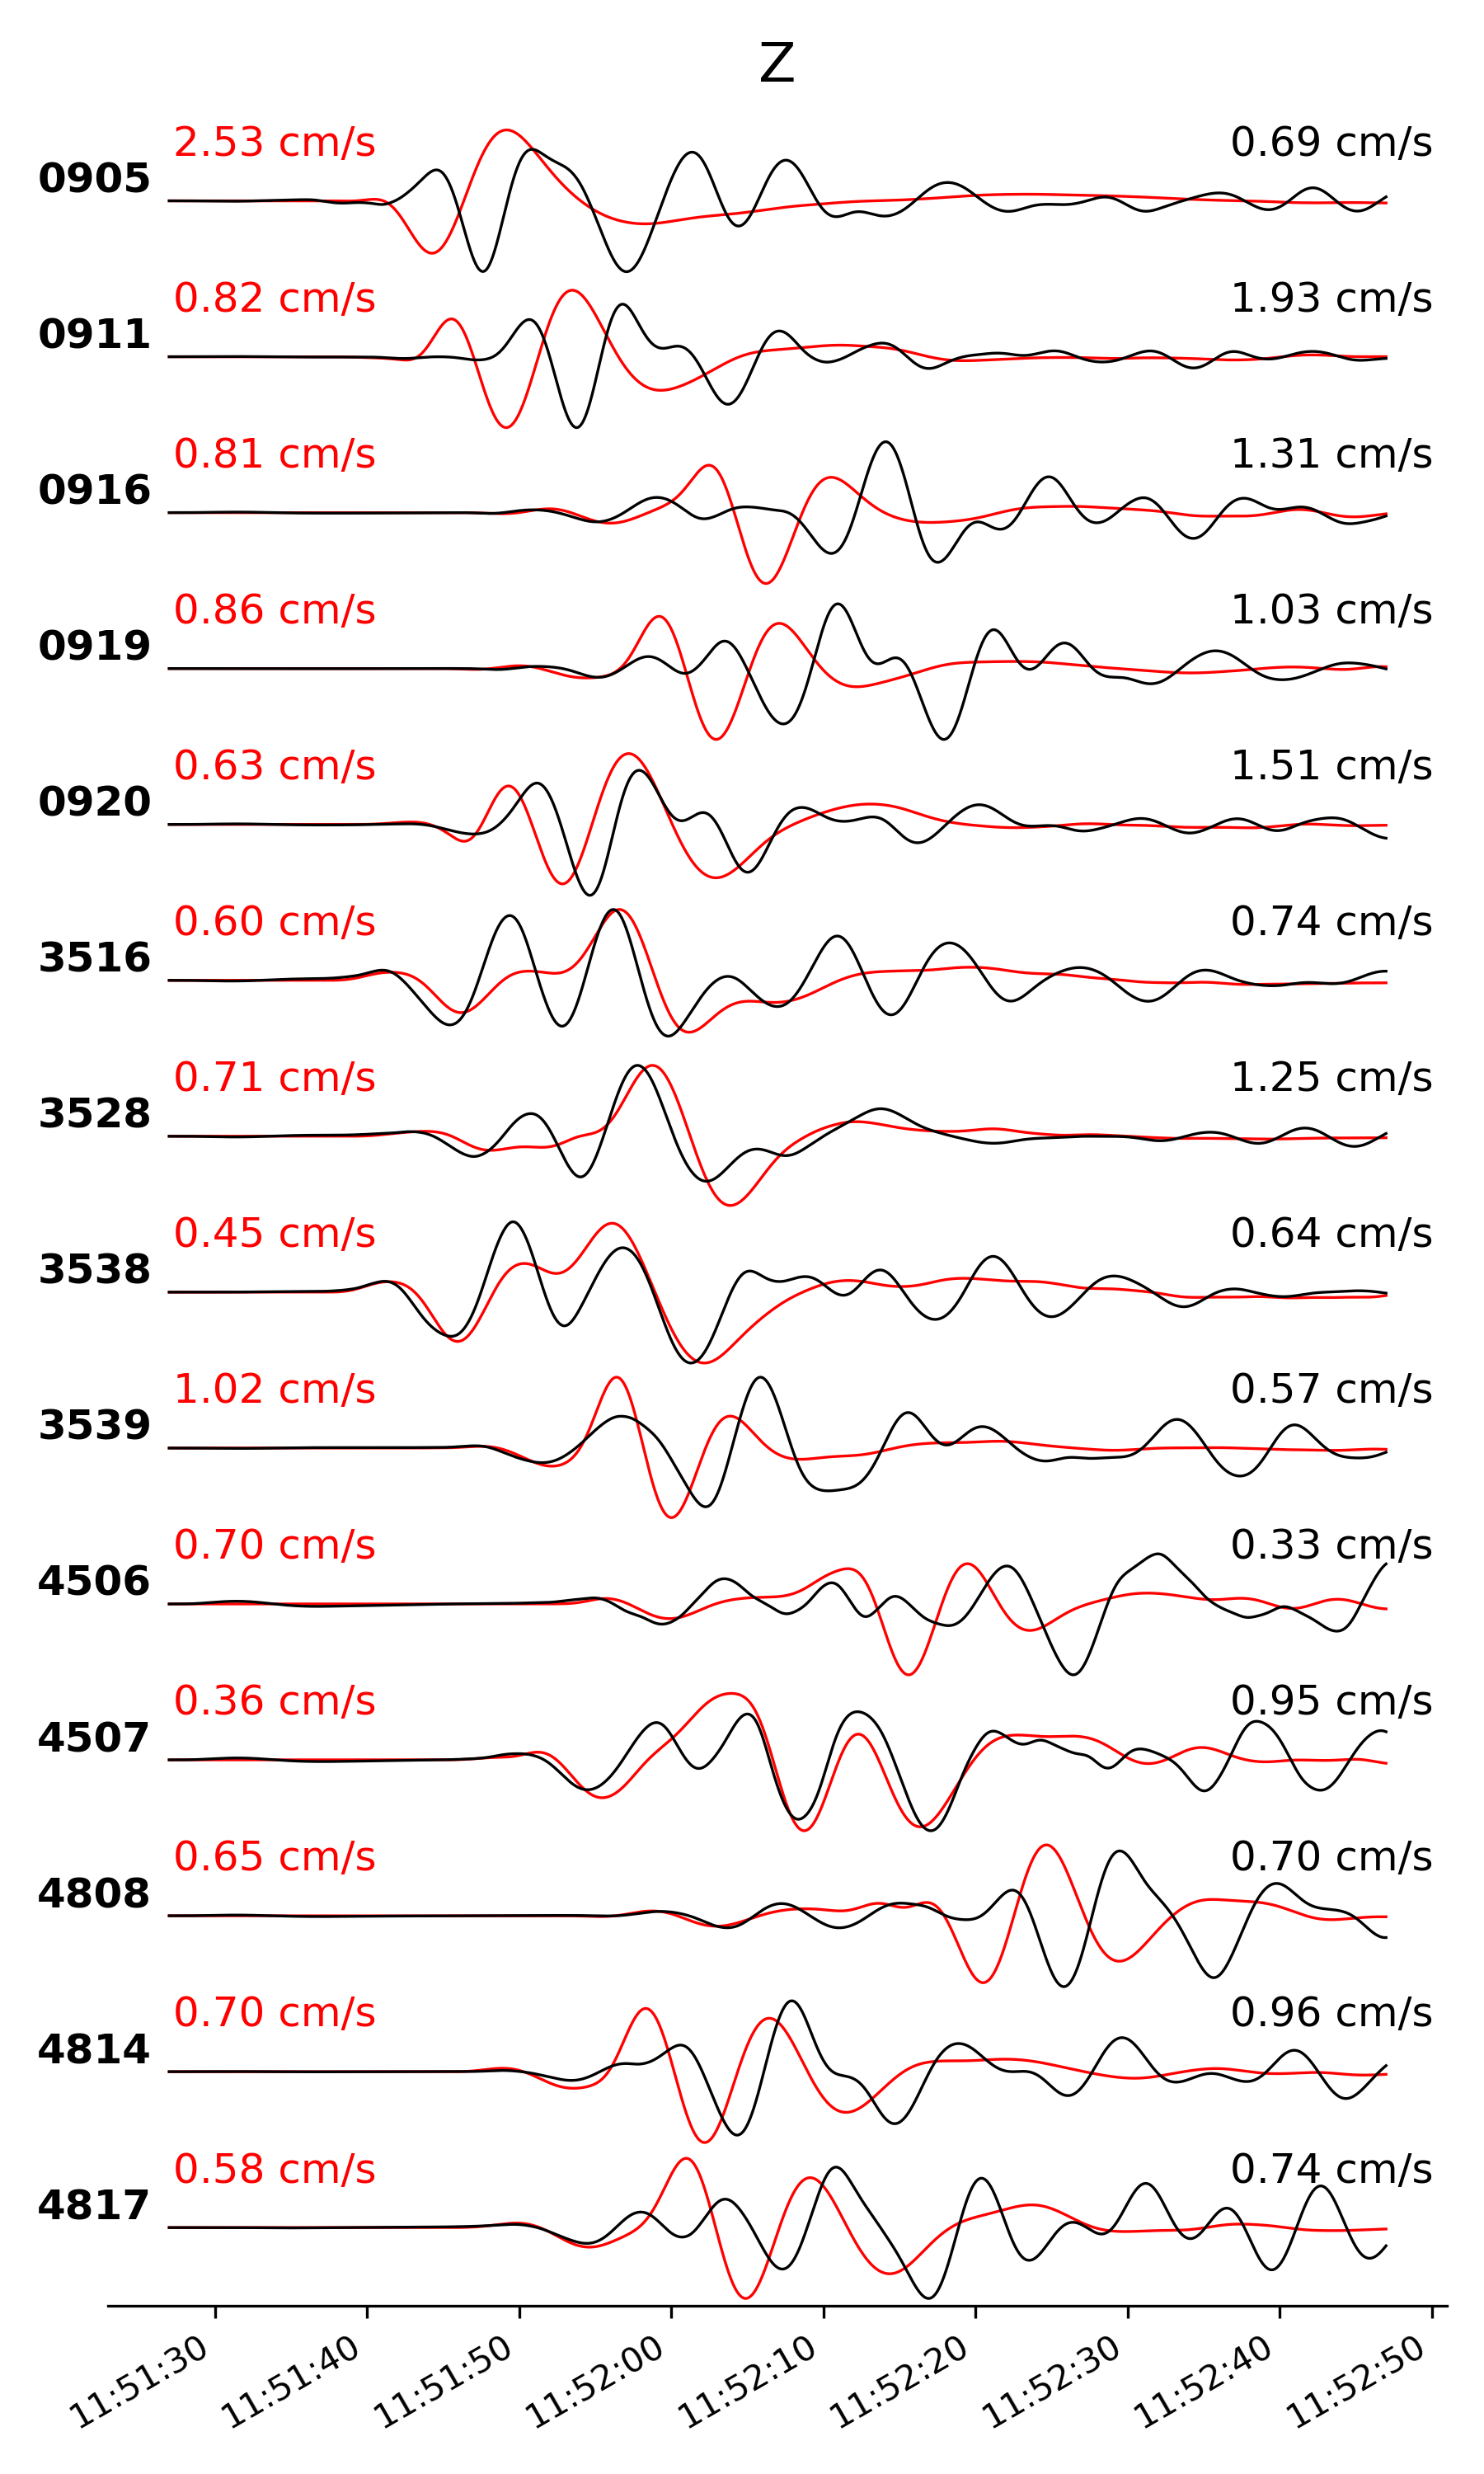 Z
2.53 cm/s 0.69 cm/s
0905
0.82 cm/s 1.93 cm/s
0911
0.81 cm/s 1.31 cm/s
0916
0.86 cm/s 1.03 cm/s
0919
0.63 cm/s 1.51 cm/s
0920
0.60 cm/s 0.74 cm/s
3516
0.71 cm/s 1.25 cm/s
3528
0.45 cm/s 0.64 cm/s
3538
1.02 cm/s 0.57 cm/s
3539
0.70 cm/s 0.33 cm/s
4506
0.36 cm/s 0.95 cm/s
4507
0.65 cm/s 0.70 cm/s
4808
0.70 cm/s 0.96 cm/s
4814
0.58 cm/s 0.74 cm/s
4817
11:51:30 11:51:40 11:51:50 11:52:00 11:52:10 11:52:20 11:52:30 11:52:40 11:52:50